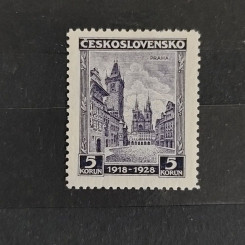 ČESKOSLOVENSKO
PRAHA
5 5
KORUN 1918-1928 KORUN